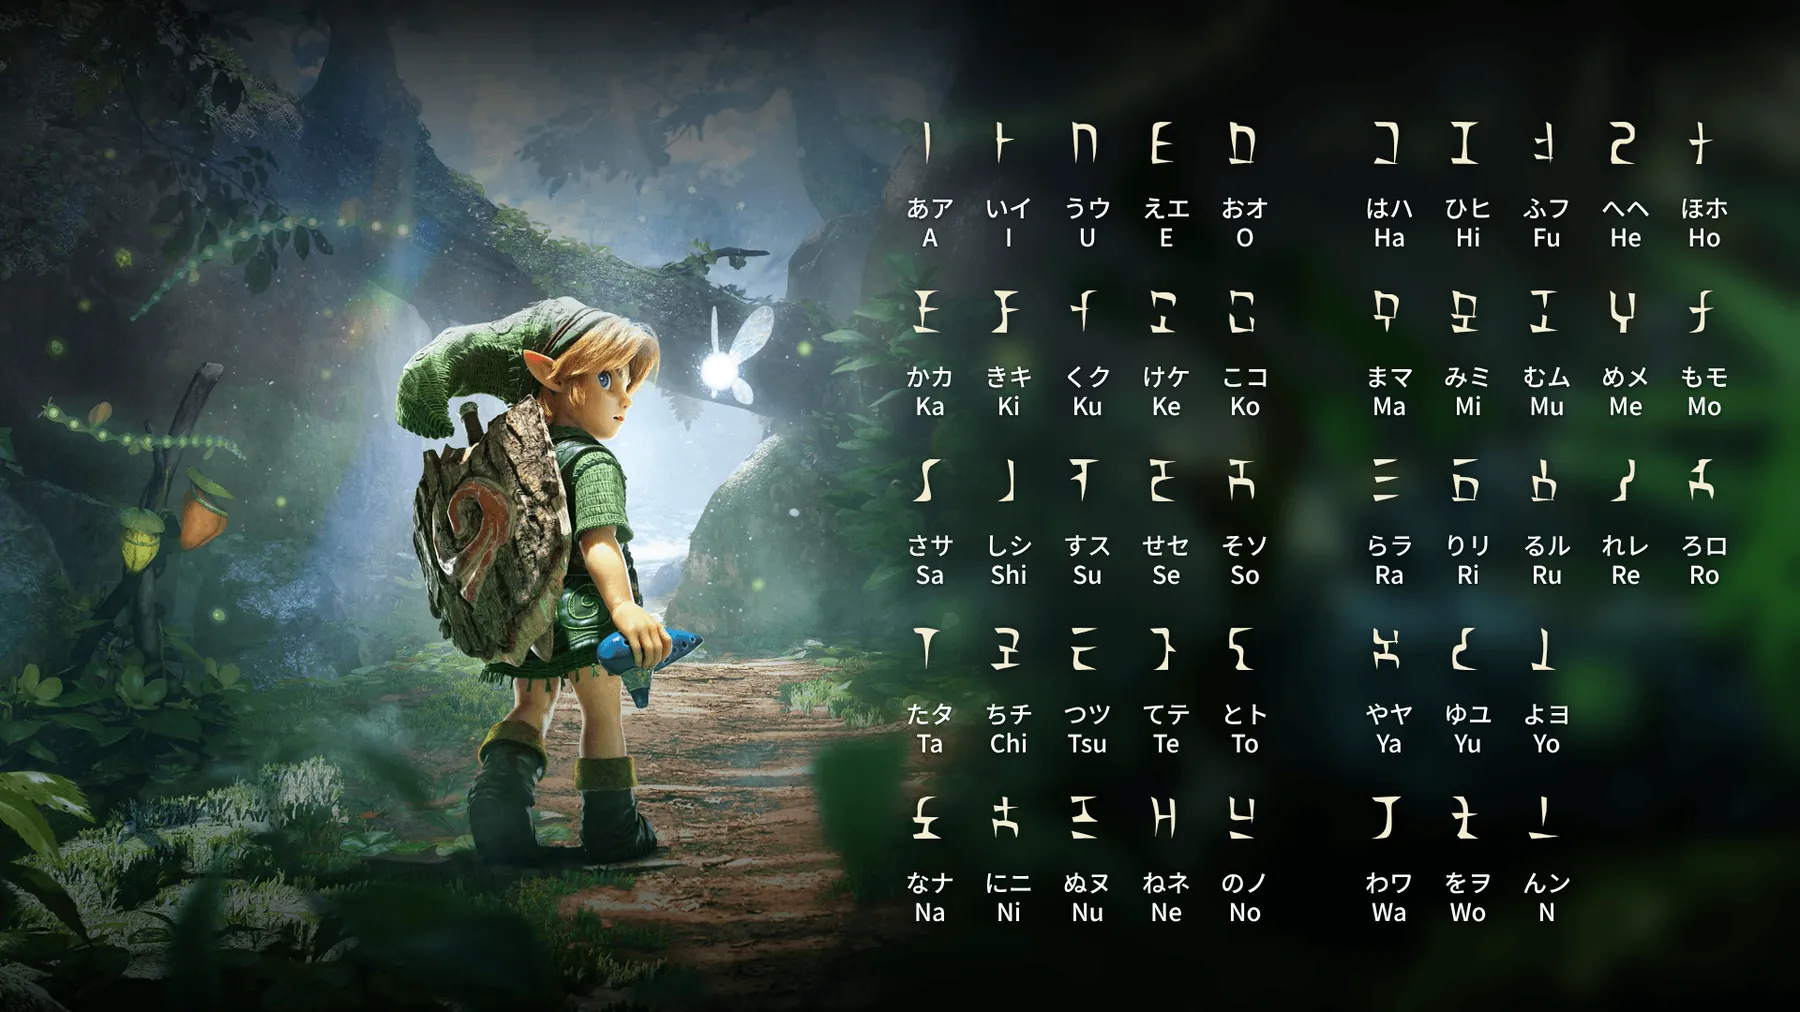 あア いイ うウ えエ おオ
A I U E O
かカ きキ くク けケ こコ
Ka Ki Ku Ke Ko
さサ しシ すス せセ そソ
Sa Shi Su Se So
たタ ちチ つツ てテ とト
Ta Chi Tsu Te To
なナ にニ ぬヌ ねネ のノ
Na Ni Nu Ne No
はハ ひヒ ふフ へヘ ほホ
Ha Hi Fu He Ho
まマ みミ むム めメ もモ
Ma Mi Mu Me Mo
らラ りリ るル れレ ろロ
Ra Ri Ru Re Ro
やヤ ゆユ よヨ
Ya Yu Yo
わワ をヲ んン
Wa Wo N